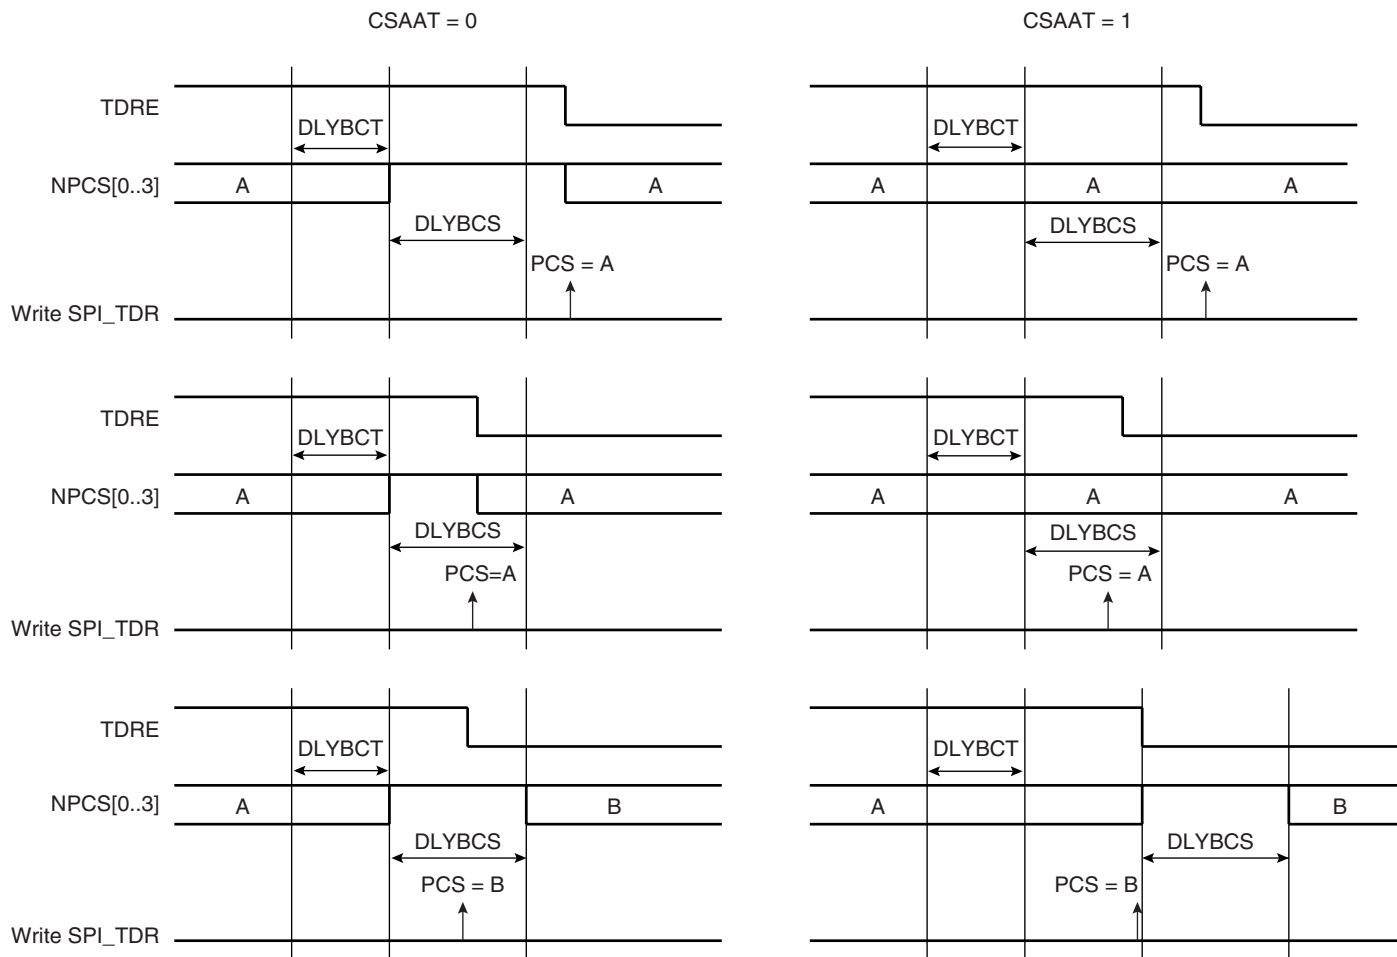 CSAAT = 0
CSAAT = 1
TDRE
DLYBCT
DLYBCT
NPCS[0..3]
A
A
A
A
A
DLYBCS
DLYBCS
PCS = A
PCS = A
Write SPI_TDR
TDRE
DLYBCT
DLYBCT
NPCS[0..3]
A
A
A
A
A
DLYBCS
DLYBCS
PCS=A
PCS = A
Write SPI_TDR
TDRE
DLYBCT
DLYBCT
NPCS[0..3]
A
B
A
B
DLYBCS
DLYBCS
PCS = B
PCS = B
Write SPI_TDR